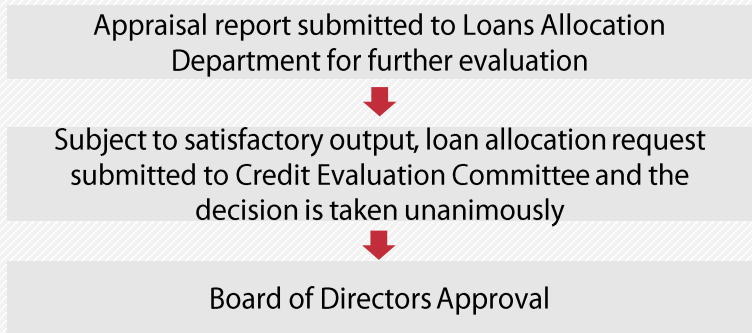 Appraisal report submitted to Loans Allocation
Department for further evaluation
Subject to satisfactory output, loan allocation request
submitted to Credit Evaluation Committee and the
decision is taken unanimously
Board of Directors Approval